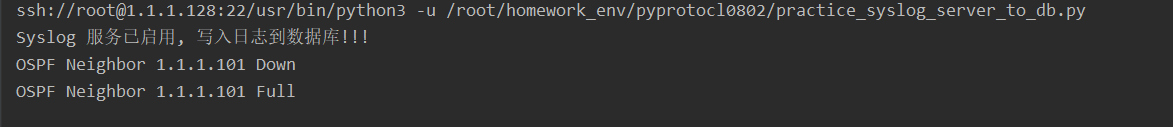 ssh://root@1.1.1.128:22/usr/bin/python3 -u /root/homework_env/pyprotocl0802/practice_syslog_server_to_db.py
Syslog 服务已启用, 写入日志到数据库!!!
OSPF Neighbor 1.1.1.101 Down
OSPF Neighbor 1.1.1.101 Full